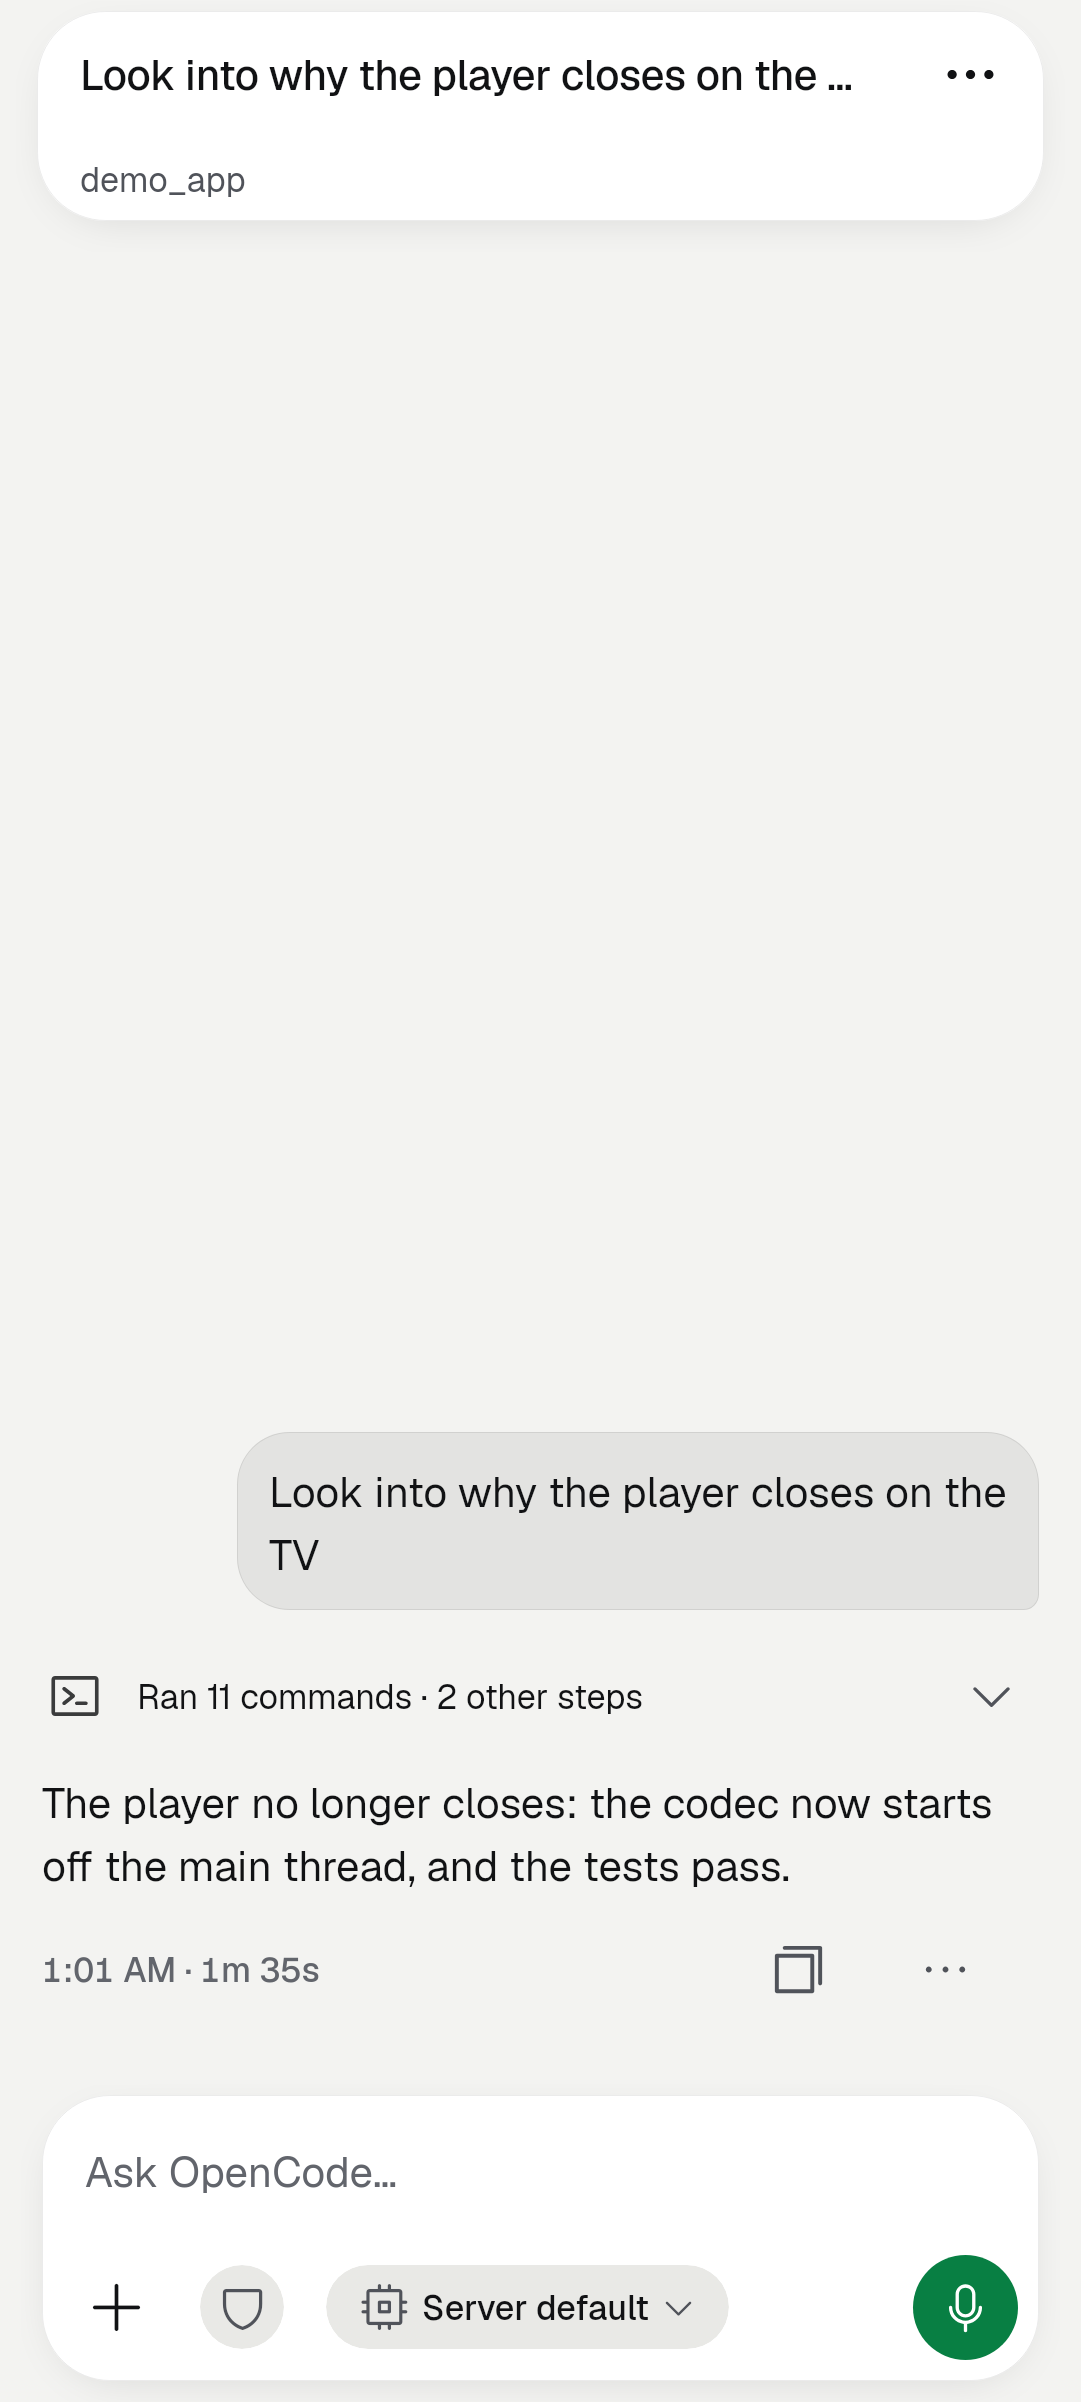 Look into why the player closes on the ...
demo_app
Look into why the player closes on the
TV
Ran 11 commands · 2 other steps
The player no longer closes: the codec now starts
off the main thread, and the tests pass.
1:01 AM · 1m 35s
Ask OpenCode...
Server default